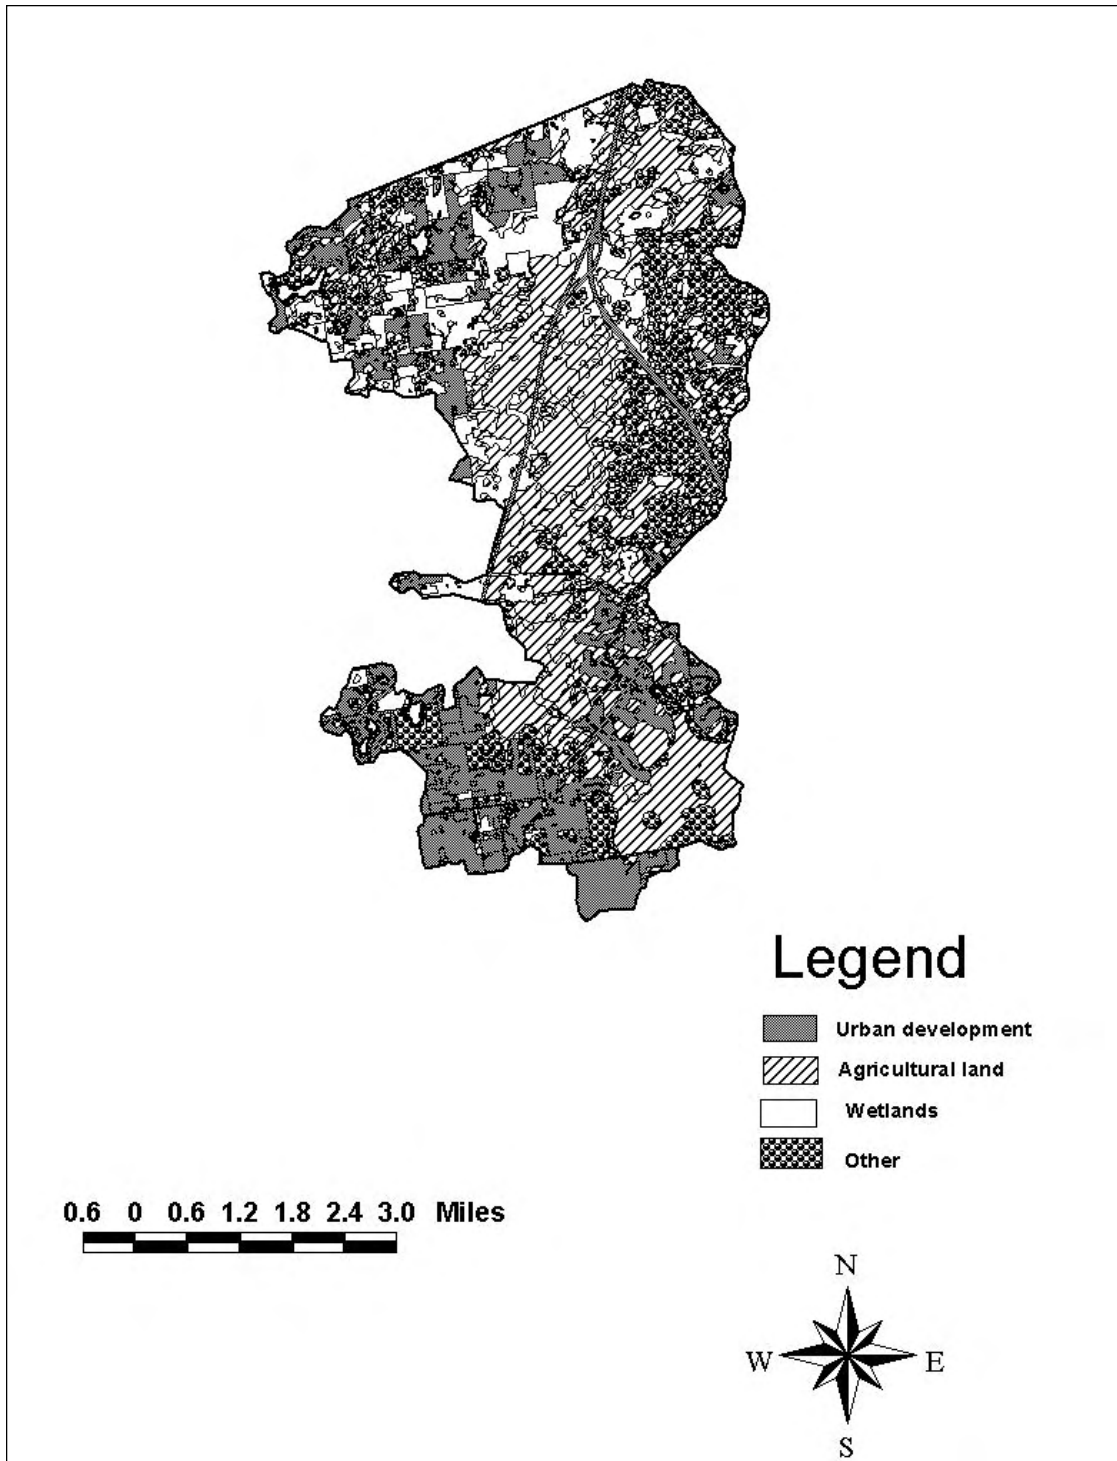 Legend
Urban development
Agricultural land
Wetlands
Other
0.6 0 0.6 1.2 1.8 2.4 3.0 Miles
N
W E
S